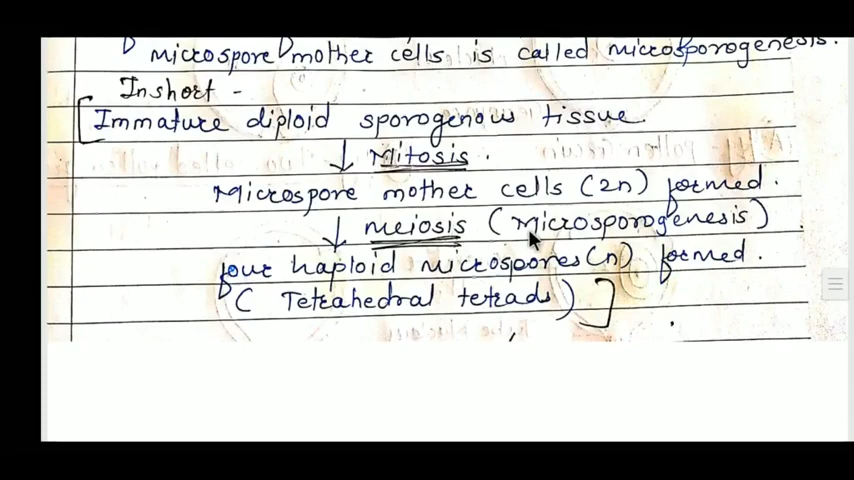 microspore mother cells is called microsporogenesis.
Inshort -
[Immature diploid sporogenous tissue.
↓ Mitosis.
Microspore mother cells (2n) formed.
↓ meiosis (Microsporogenesis)
four haploid microspores(n) formed.
( Tetrahedral tetrads) ]